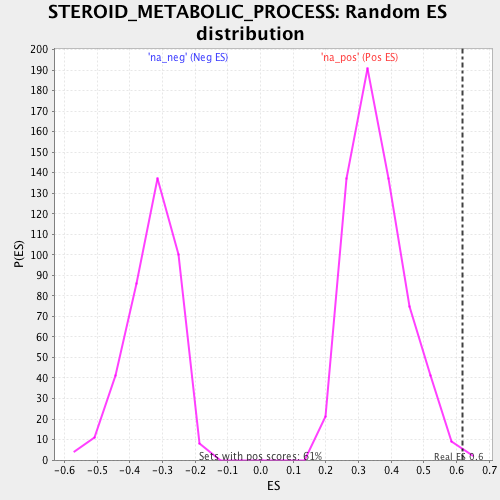 STEROID_METABOLIC_PROCESS: Random ES
distribution
'na_neg' (Neg ES)
'na_pos' (Pos ES)
200
190
180
170
160
150
140
130
120
110
100
90
80
70
60
50
40
30
20
10
0
P(ES)
Sets with pos scores: 61%
Real ES 0.6
-0.6 -0.5 -0.4 -0.3 -0.2 -0.1 0.0 0.1 0.2 0.3 0.4 0.5 0.6 0.7
ES